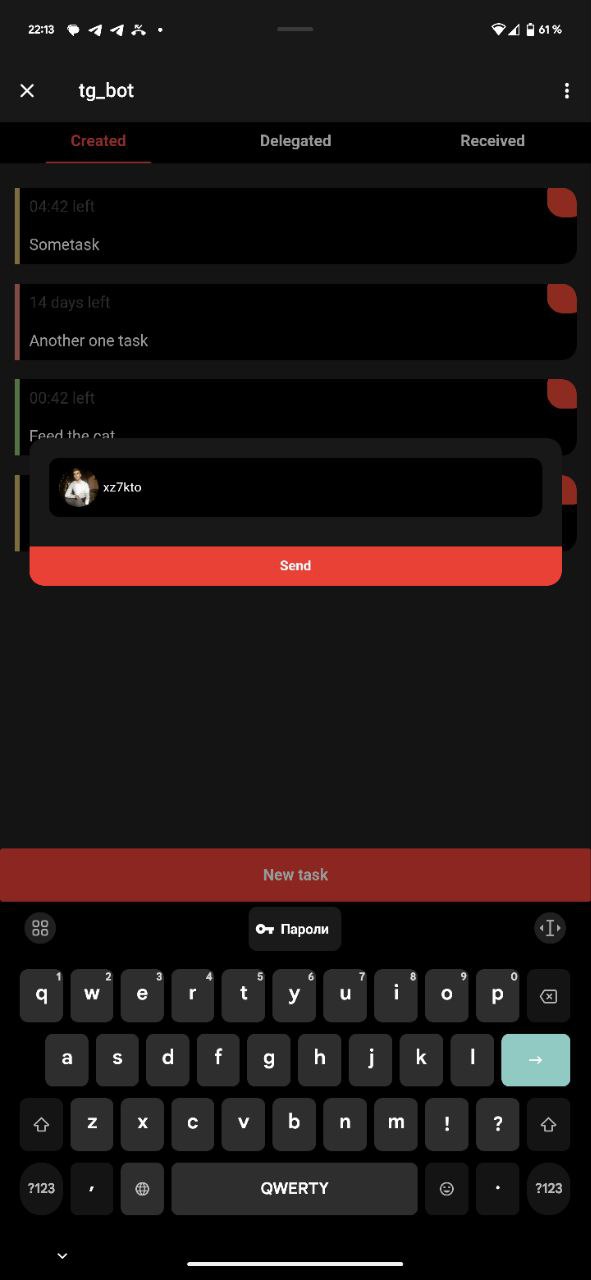 22:13
61%
tg_bot
Created Delegated Received
04:42 left
Sometask
14 days left
Another one task
00:42 left
Feed the cat
xz7kto
Send
New task
Пароли
q 1 w 2 e 3 r 4 t 5 y 6 u 7 i 8 o 9 p 0
a s d f g h j k l
z x c v b n m ! ?
?123 , QWERTY . ?123